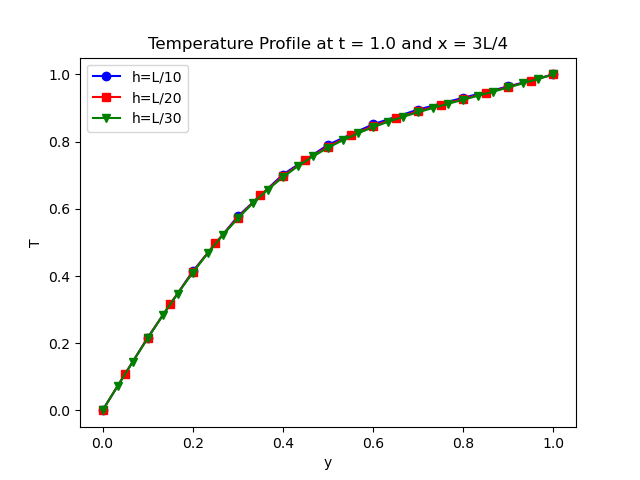 Temperature Profile at t = 1.0 and x = 3L/4
h=L/10
h=L/20
h=L/30
T
1.0
0.8
0.6
0.4
0.2
0.0
0.0 0.2 0.4 0.6 0.8 1.0
y